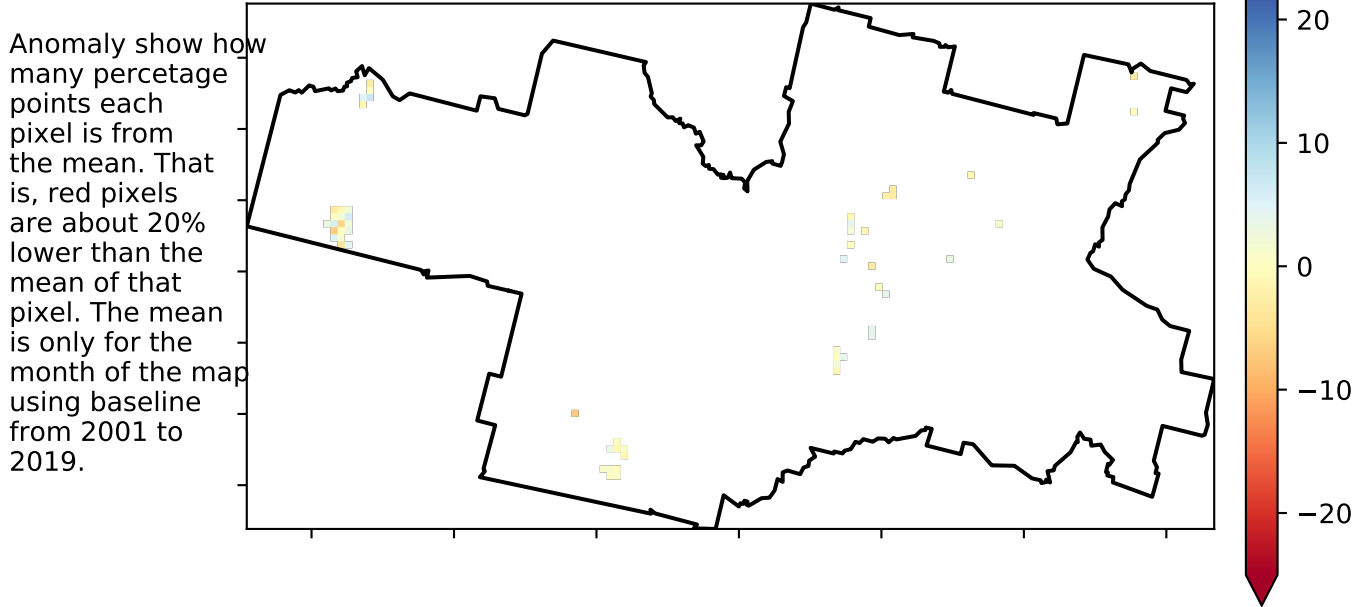 Anomaly show how
many percetage
points each
pixel is from
the mean. That
is, red pixels
are about 20%
lower than the
mean of that
pixel. The mean
is only for the
month of the map
using baseline
from 2001 to
2019.
20
10
0
−10
−20